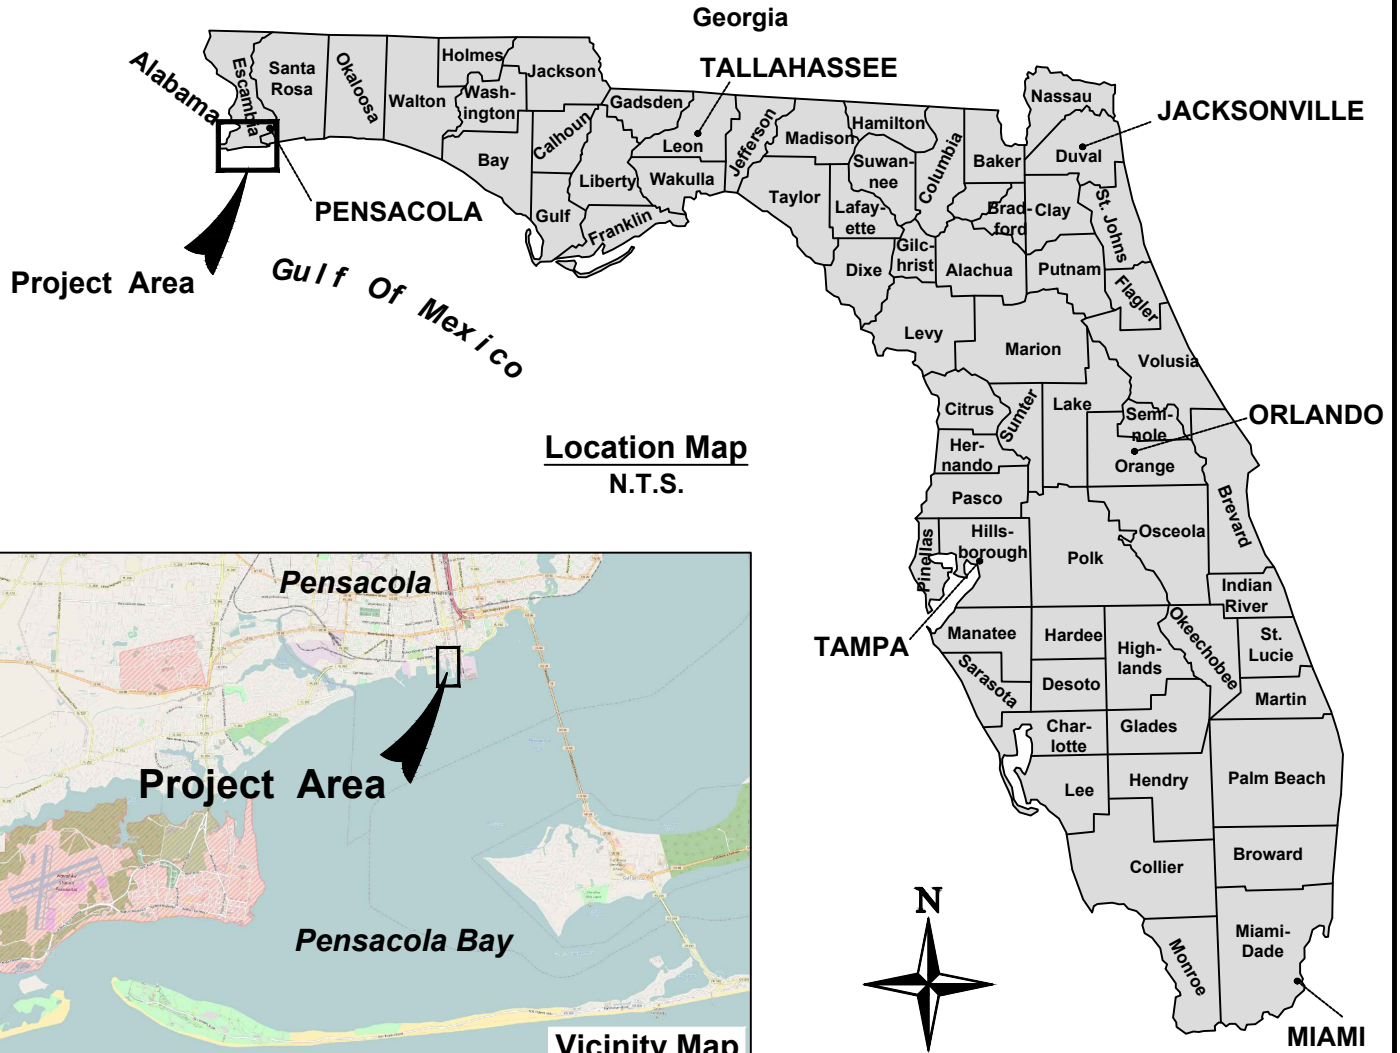 Georgia
Alabama
TALLAHASSEE
JACKSONVILLE
PENSACOLA
Project Area
Gulf Of Mexico
Escambia
Santa
Rosa
Okaloosa
Walton
Holmes
Wash-
ington
Jackson
Bay
Calhoun
Gulf
Gadsden
Liberty
Franklin
Leon
Wakulla
Jefferson
Madison
Taylor
Hamilton
Suwan-
nee
Lafay-
ette
Columbia
Baker
Nassau
Duval
Brad-
ford
Clay
St. Johns
Gilc-
hrist
Dixe
Alachua
Putnam
Flagler
Levy
Marion
Volusia
Citrus
Sumter
Lake
Semi-
nole
ORLANDO
Orange
Her-
nando
Pasco
Brevard
Pinellas
Hills-
borough
Polk
Osceola
Indian
River
TAMPA
Manatee
Hardee
High-
lands
Okeechobee
St.
Lucie
Sarasota
Desoto
Martin
Char-
lotte
Glades
Lee
Hendry
Palm Beach
Collier
Broward
Monroe
Miami-
Dade
MIAMI
N
Location Map
N.T.S.
Pensacola
Project Area
Pensacola Bay
Vicinity Map